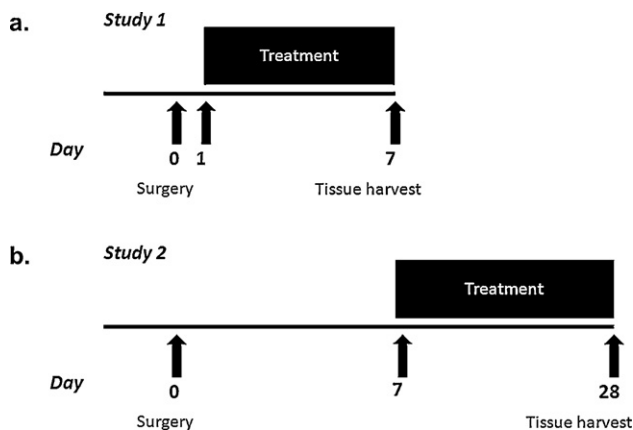 a.
Study 1
Treatment
Day
0 1 7
Surgery Tissue harvest
b.
Study 2
Treatment
Day
0 7 28
Surgery Tissue harvest